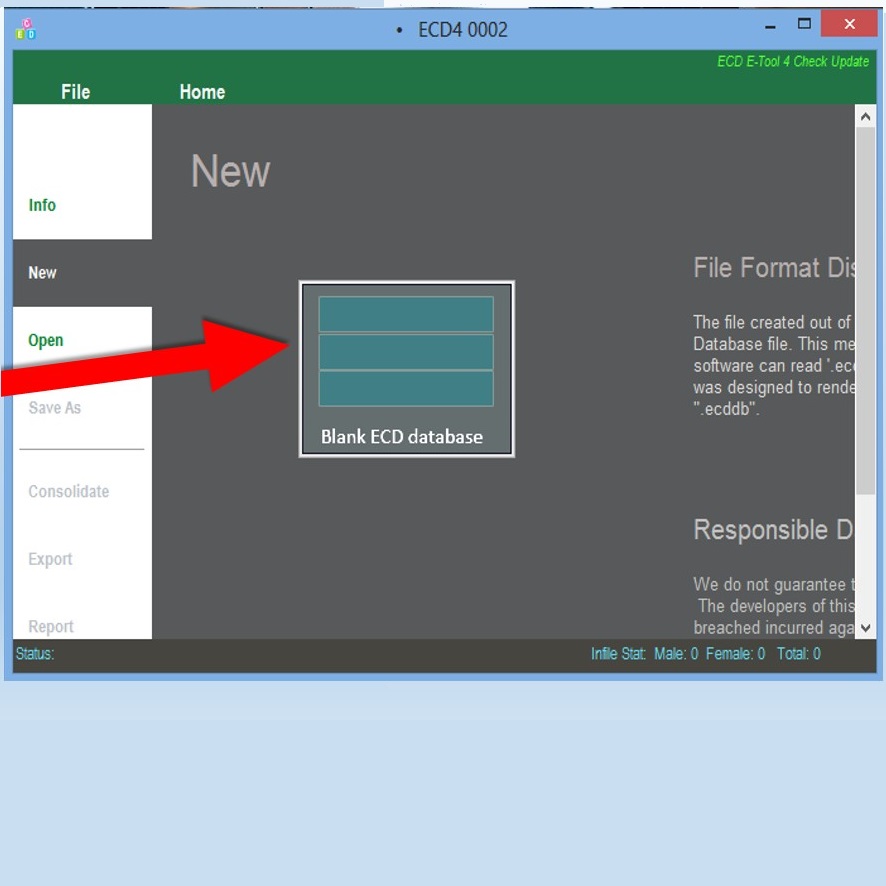 ECD4 0002
ECD E-Tool 4 Check Update
File
Home
Info
New
Open
Save As
Consolidate
Export
Report
New
Blank ECD database
File Format Dis
The file created out of
Database file. This me
software can read '.ec
was designed to rende
".ecddb".
Responsible D
We do not guarantee t
The developers of this
breached incurred aga
Status:
Infile Stat: Male: 0 Female: 0 Total: 0